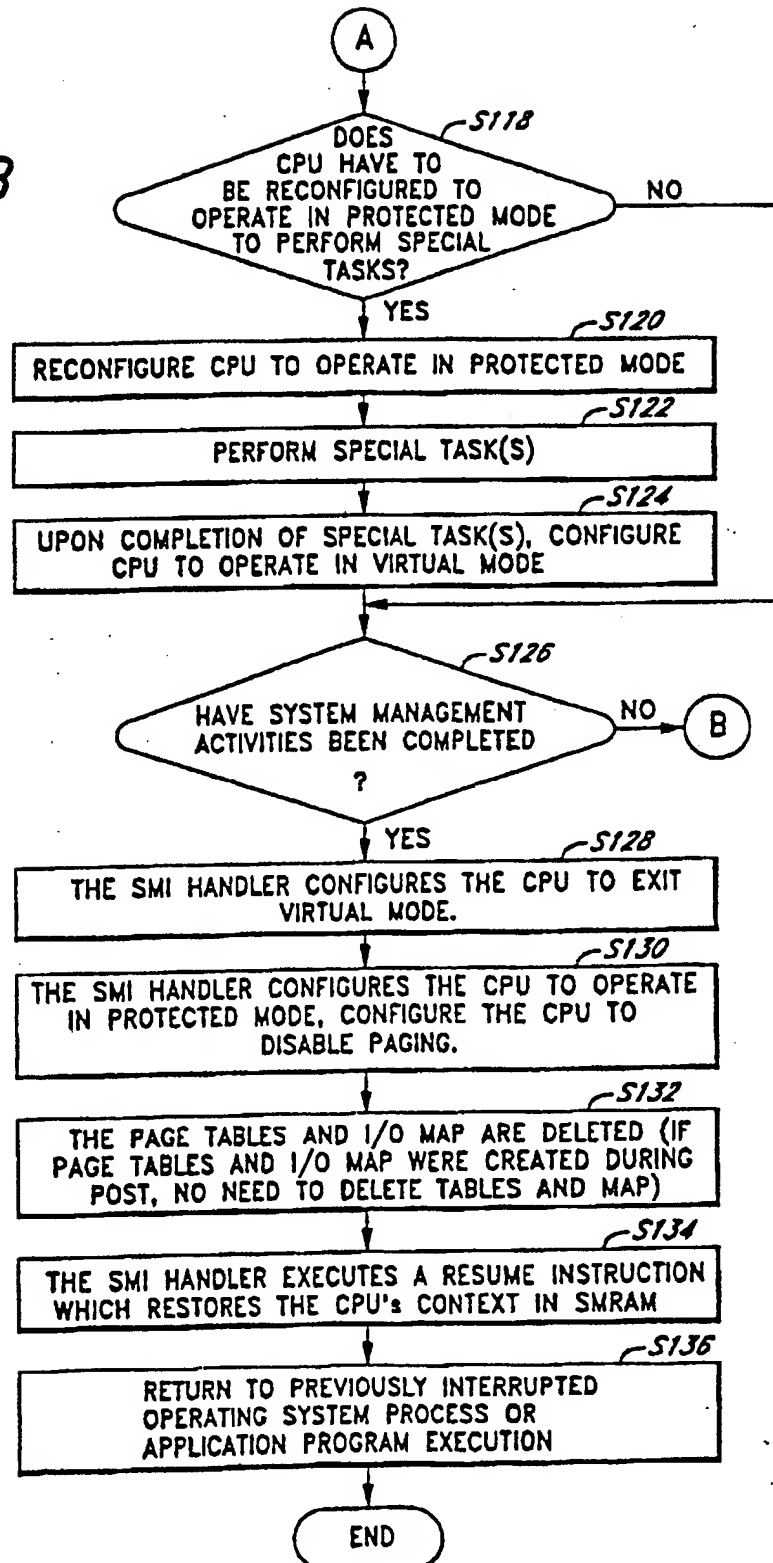 A
S118
B
DOES
CPU HAVE TO
BE RECONFIGURED TO
OPERATE IN PROTECTED MODE
TO PERFORM SPECIAL
TASKS?
NO
YES
S120
RECONFIGURE CPU TO OPERATE IN PROTECTED MODE
S122
PERFORM SPECIAL TASK(S)
S124
UPON COMPLETION OF SPECIAL TASK(S), CONFIGURE
CPU TO OPERATE IN VIRTUAL MODE
S126
HAVE SYSTEM MANAGEMENT
ACTIVITIES BEEN COMPLETED
?
NO
B
YES
S128
THE SMI HANDLER CONFIGURES THE CPU TO EXIT
VIRTUAL MODE.
S130
THE SMI HANDLER CONFIGURES THE CPU TO OPERATE
IN PROTECTED MODE, CONFIGURE THE CPU TO
DISABLE PAGING.
S132
THE PAGE TABLES AND I/O MAP ARE DELETED (IF
PAGE TABLES AND I/O MAP WERE CREATED DURING
POST, NO NEED TO DELETE TABLES AND MAP)
S134
THE SMI HANDLER EXECUTES A RESUME INSTRUCTION
WHICH RESTORES THE CPU's CONTEXT IN SMRAM
S136
RETURN TO PREVIOUSLY INTERRUPTED
OPERATING SYSTEM PROCESS OR
APPLICATION PROGRAM EXECUTION
END